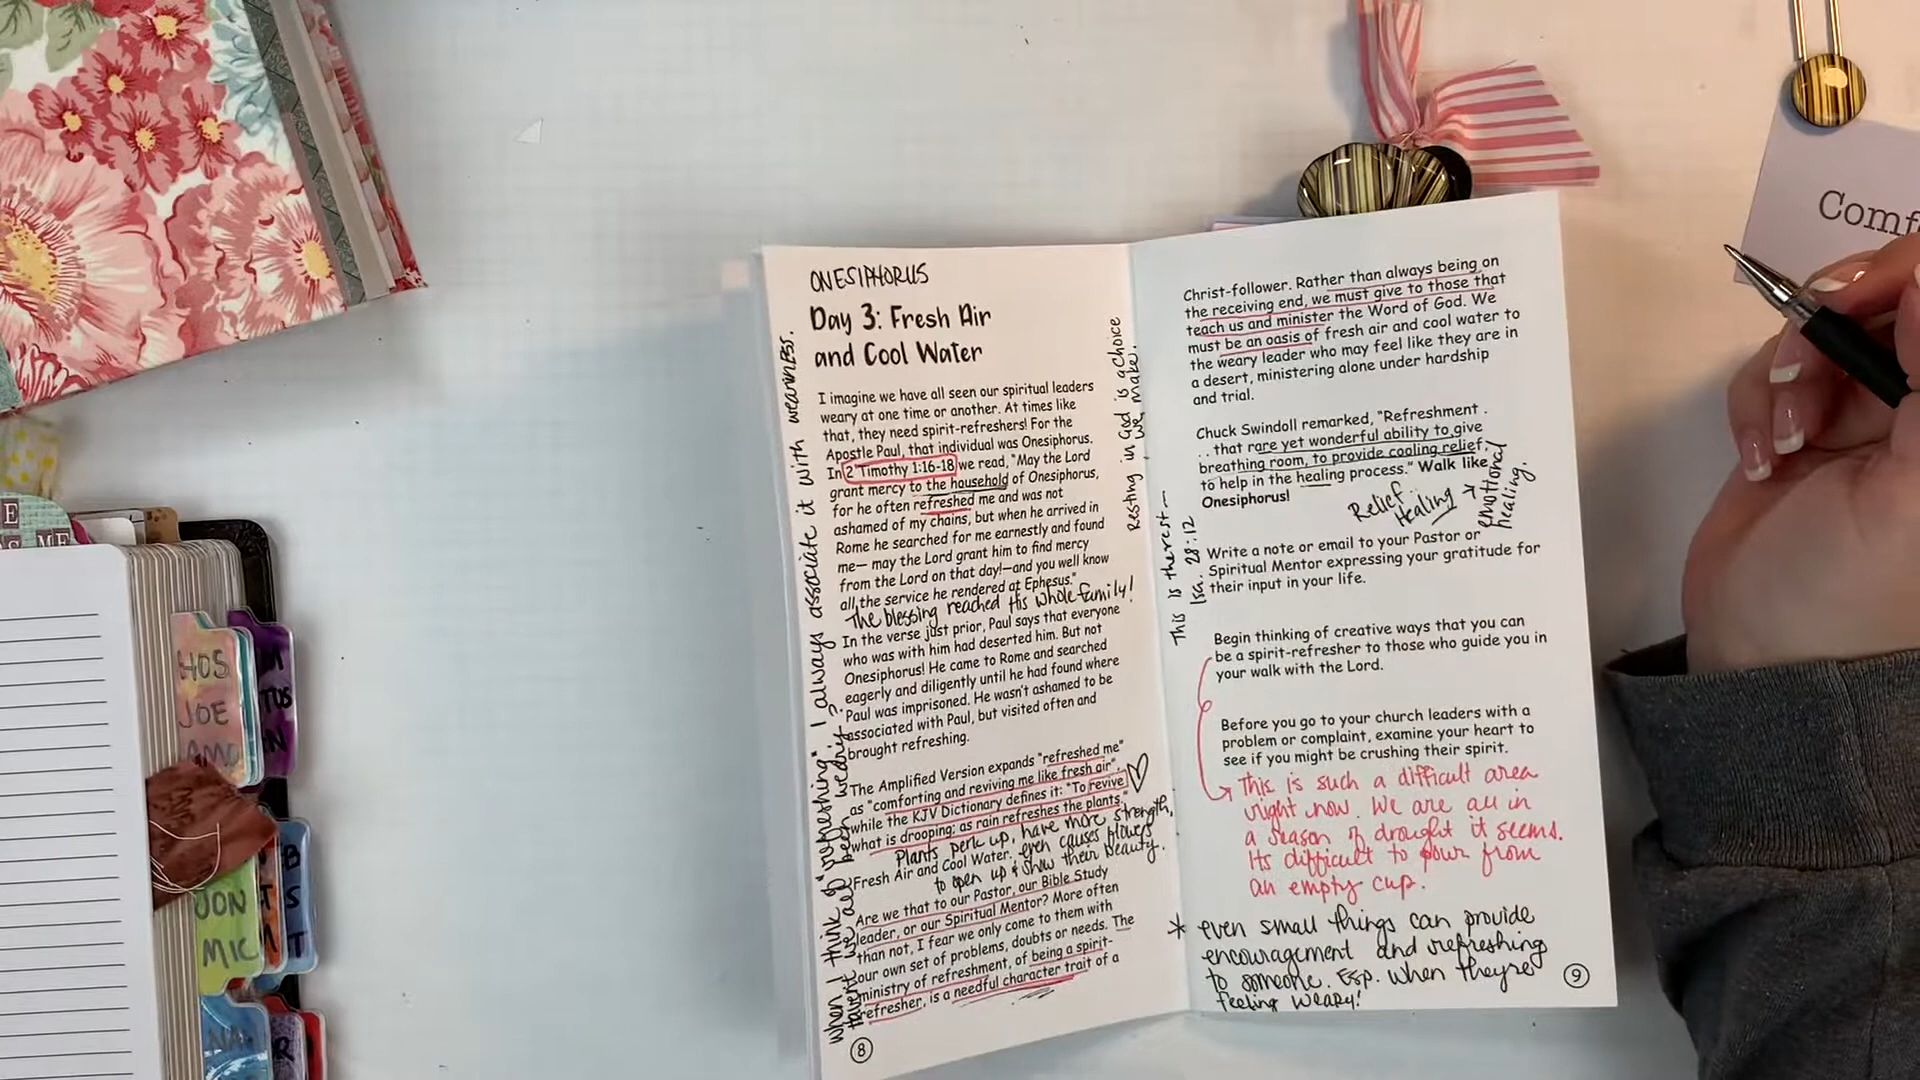 ONESIPHORUS
Day 3: Fresh Air
and Cool Water
I imagine we have all seen our spiritual leaders
weary at one time or another. At times like
that, they need spirit-refreshers! For the
Apostle Paul, that individual was Onesiphorus.
In 2 Timothy 1:16-18 we read, "May the Lord
grant mercy to the household of Onesiphorus,
for he often refreshed me and was not
ashamed of my chains, but when he arrived in
Rome he searched for me earnestly and found
me— may the Lord grant him to find mercy
from the Lord on that day!—and you well know
all the service he rendered at Ephesus."
The blessing reached His whole family!
In the verse just prior, Paul says that everyone
who was with him had deserted him. But not
Onesiphorus! He came to Rome and searched
eagerly and diligently until he had found where
Paul was imprisoned. He wasn't ashamed to be
associated with Paul, but visited often and
brought refreshing.
The Amplified Version expands "refreshed me"
as "comforting and reviving me like fresh air",
while the KJV Dictionary defines it: "To revive
what is drooping; as rain refreshes the plants."
Plants perk up, have more strength,
Fresh Air and Cool Water. even causes flowers
to open up & show their beauty.
Are we that to our Pastor, our Bible Study
leader, or our Spiritual Mentor? More often
than not, I fear we only come to them with
our own set of problems, doubts or needs. The
ministry of refreshment, of being a spirit-
refresher, is a needful character trait of a
8
When I think of "refreshing" I always associate it with weariness.
Haven't we all been weary?
Resting in God is a choice
we make.
This is the rest—
Isa. 28:12
Christ-follower. Rather than always being on
the receiving end, we must give to those that
teach us and minister the Word of God. We
must be an oasis of fresh air and cool water to
the weary leader who may feel like they are in
a desert, ministering alone under hardship
and trial.
Chuck Swindoll remarked, "Refreshment .
. . that rare yet wonderful ability to give
breathing room, to provide cooling relief,
to help in the healing process." Walk like
Onesiphorus!
Relief
Healing →
emotional
healing.
Write a note or email to your Pastor or
Spiritual Mentor expressing your gratitude for
their input in your life.
Begin thinking of creative ways that you can
be a spirit-refresher to those who guide you in
your walk with the Lord.
Before you go to your church leaders with a
problem or complaint, examine your heart to
see if you might be crushing their spirit.
This is such a difficult area
right now. We are all in
a season of drought it seems.
Its difficult to pour from
an empty cup.
* even small things can provide
encouragement and refreshing
to someone. Esp. when they're
feeling weary!
9
HOS
JOE
AMO
JON
MIC
NA